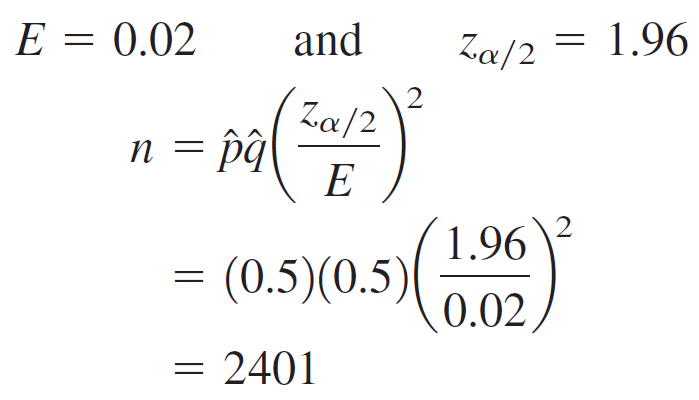 E = 0.02 and z_{α/2} = 1.96
n = p̂q̂(z_{α/2}/E)²
= (0.5)(0.5)(1.96/0.02)²
= 2401